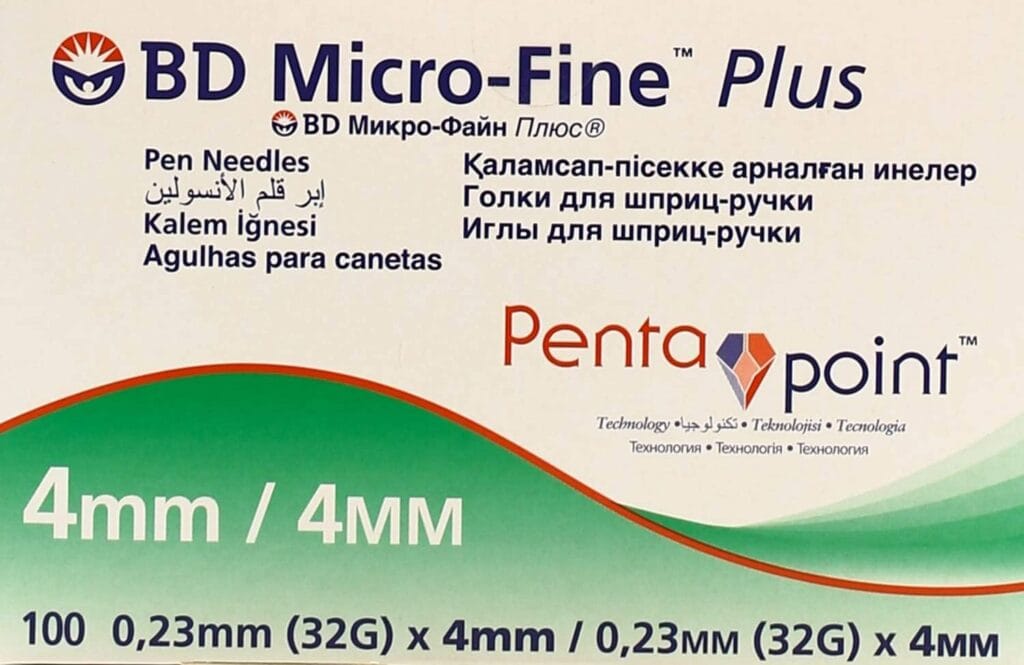 BD Micro-Fine™ Plus
BD Микро-Файн Плюс®
Pen Needles
إبر قلم الأنسولين
Kalem İğnesi
Agulhas para canetas
Қаламсап-пісекке арналған инелер
Голки для шприц-ручки
Иглы для шприц-ручки
Penta point™
Technology • تكنولوجيا • Teknolojisi • Tecnologia
Технология • Технологія • Технология
4mm / 4мм
100 0,23mm (32G) x 4mm / 0,23мм (32G) x 4мм